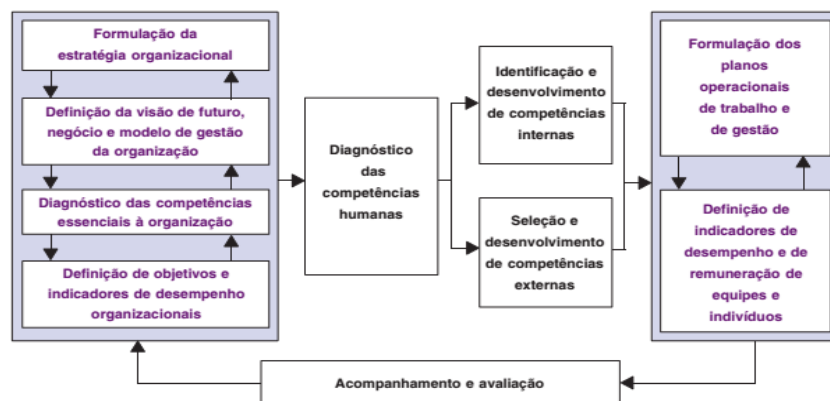 Formulação da
estratégia organizacional
Definição da visão de futuro,
negócio e modelo de gestão
da organização
Diagnóstico das competências
essenciais à organização
Definição de objetivos e
indicadores de desempenho
organizacionais
Diagnóstico
das
competências
humanas
Identificação e
desenvolvimento
de competências
internas
Seleção e
desenvolvimento
de competências
externas
Formulação dos
planos
operacionais
de trabalho e
de gestão
Definição de
indicadores de
desempenho e de
remuneração de
equipes e
indivíduos
Acompanhamento e avaliação